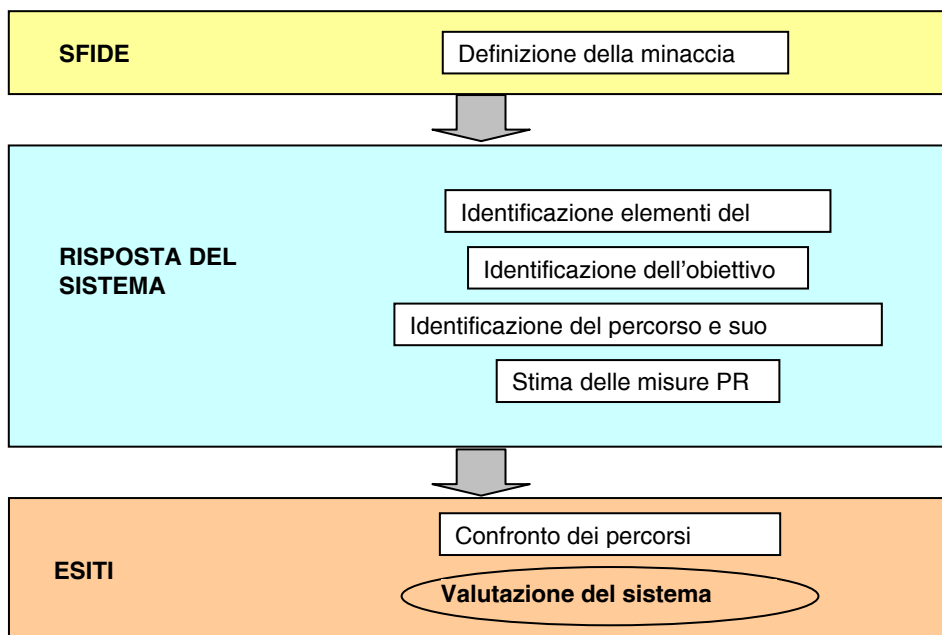 SFIDE
Definizione della minaccia
RISPOSTA DEL
SISTEMA
Identificazione elementi del
Identificazione dell'obiettivo
Identificazione del percorso e suo
Stima delle misure PR
ESITI
Confronto dei percorsi
Valutazione del sistema